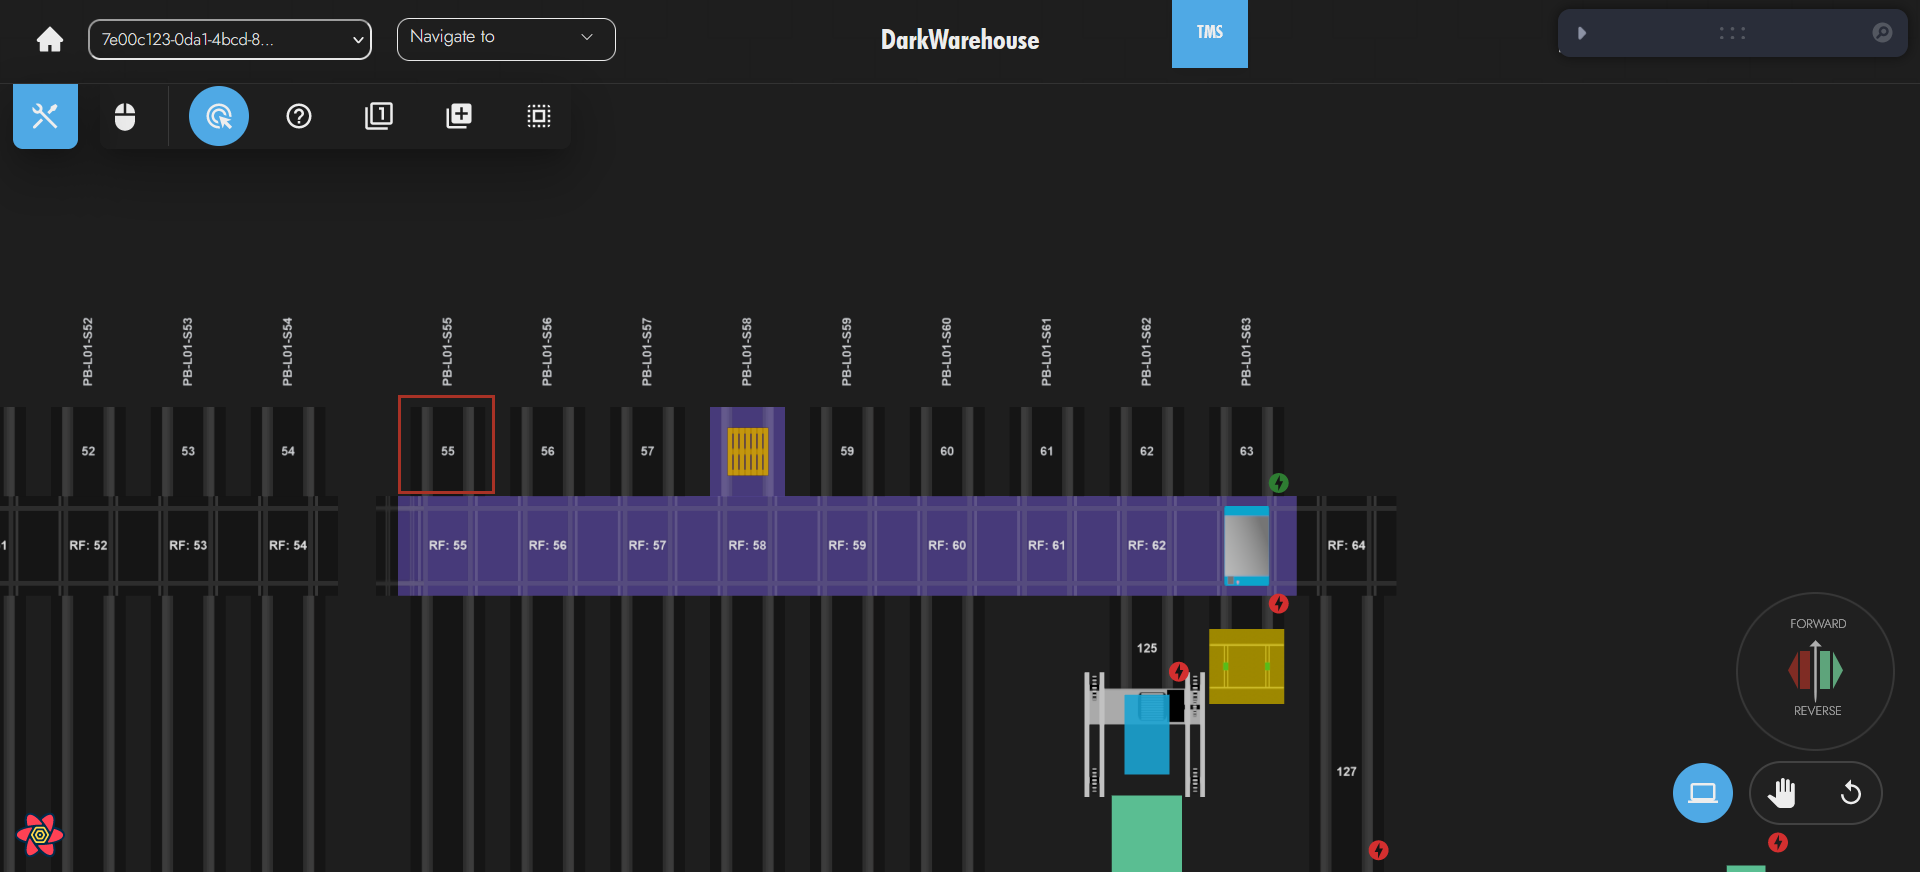 7e00c123-0da1-4bcd-8...
Navigate to
DarkWarehouse
TMS
1
PB-L01-S52
PB-L01-S53
PB-L01-S54
PB-L01-S55
PB-L01-S56
PB-L01-S57
PB-L01-S58
PB-L01-S59
PB-L01-S60
PB-L01-S61
PB-L01-S62
PB-L01-S63
52
53
54
55
56
57
59
60
61
62
63
RF: 52
RF: 53
RF: 54
RF: 55
RF: 56
RF: 57
RF: 58
RF: 59
RF: 60
RF: 61
RF: 62
RF: 64
125
FORWARD
REVERSE
127